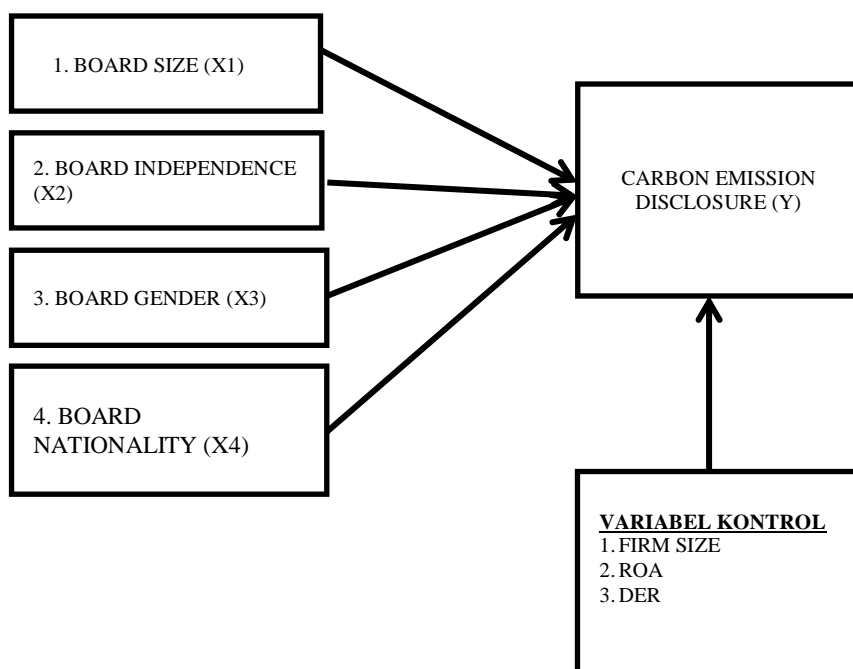 1. BOARD SIZE (X1)
2. BOARD INDEPENDENCE
(X2)
3. BOARD GENDER (X3)
4. BOARD
NATIONALITY (X4)
CARBON EMISSION
DISCLOSURE (Y)
VARIABEL KONTROL
1. FIRM SIZE
2. ROA
3. DER